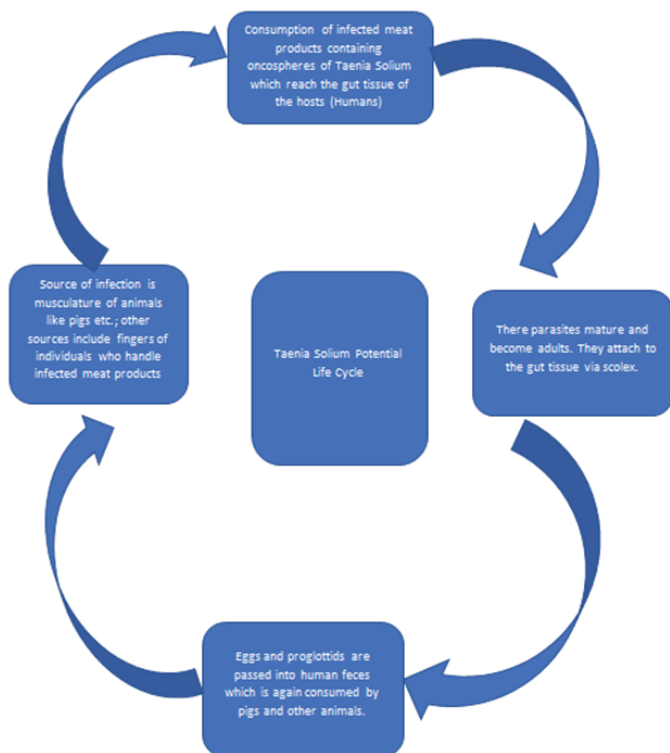 Consumption of infected meat
products containing
oncospheres of Taenia Solium
which reach the gut tissue of
the hosts (Humans)
Source of infection is
musculature of animals
like pigs etc.; other
sources include fingers of
individuals who handle
infected meat products
Taenia Solium Potential
Life Cycle
There parasites mature and
become adults. They attach to
the gut tissue via scolex.
Eggs and proglottids are
passed into human feces
which is again consumed by
pigs and other animals.